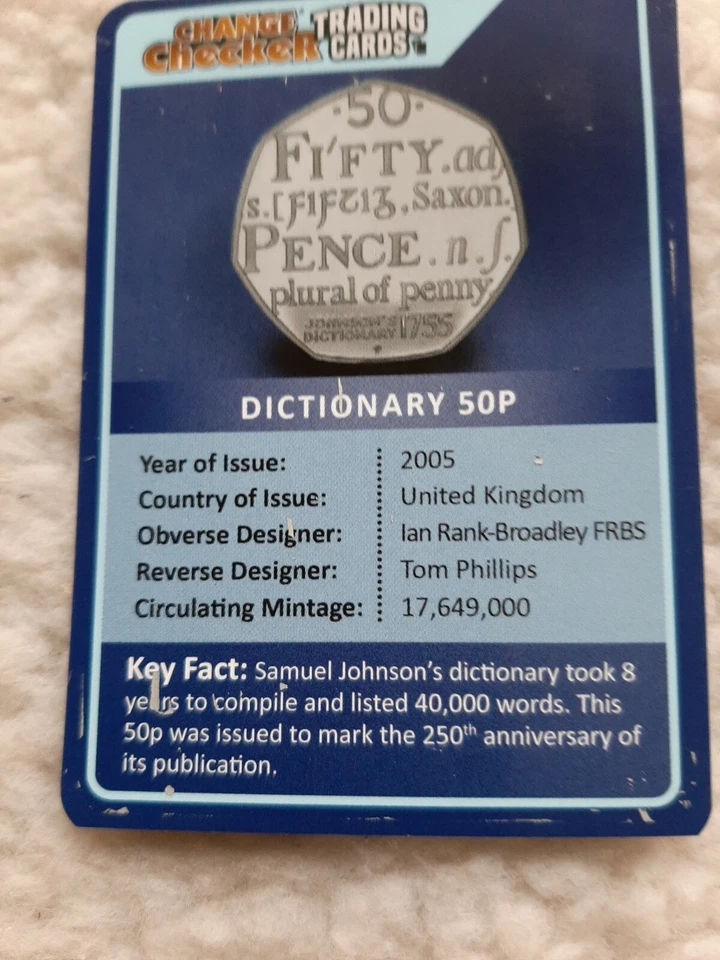 CHANGE CHecKeR TRADING CARDS
·50·
FI'FTY.adj
s.[ꝼiꝼꞇiᵹ, Saxon.
PENCE.n.ſ.
plural of penny
JOHNSON'S DICTIONARY 1755
DICTIONARY 50P
Year of Issue: 2005
Country of Issue: United Kingdom
Obverse Designer: Ian Rank-Broadley FRBS
Reverse Designer: Tom Phillips
Circulating Mintage: 17,649,000
Key Fact: Samuel Johnson's dictionary took 8
years to compile and listed 40,000 words. This
50p was issued to mark the 250th anniversary of
its publication.